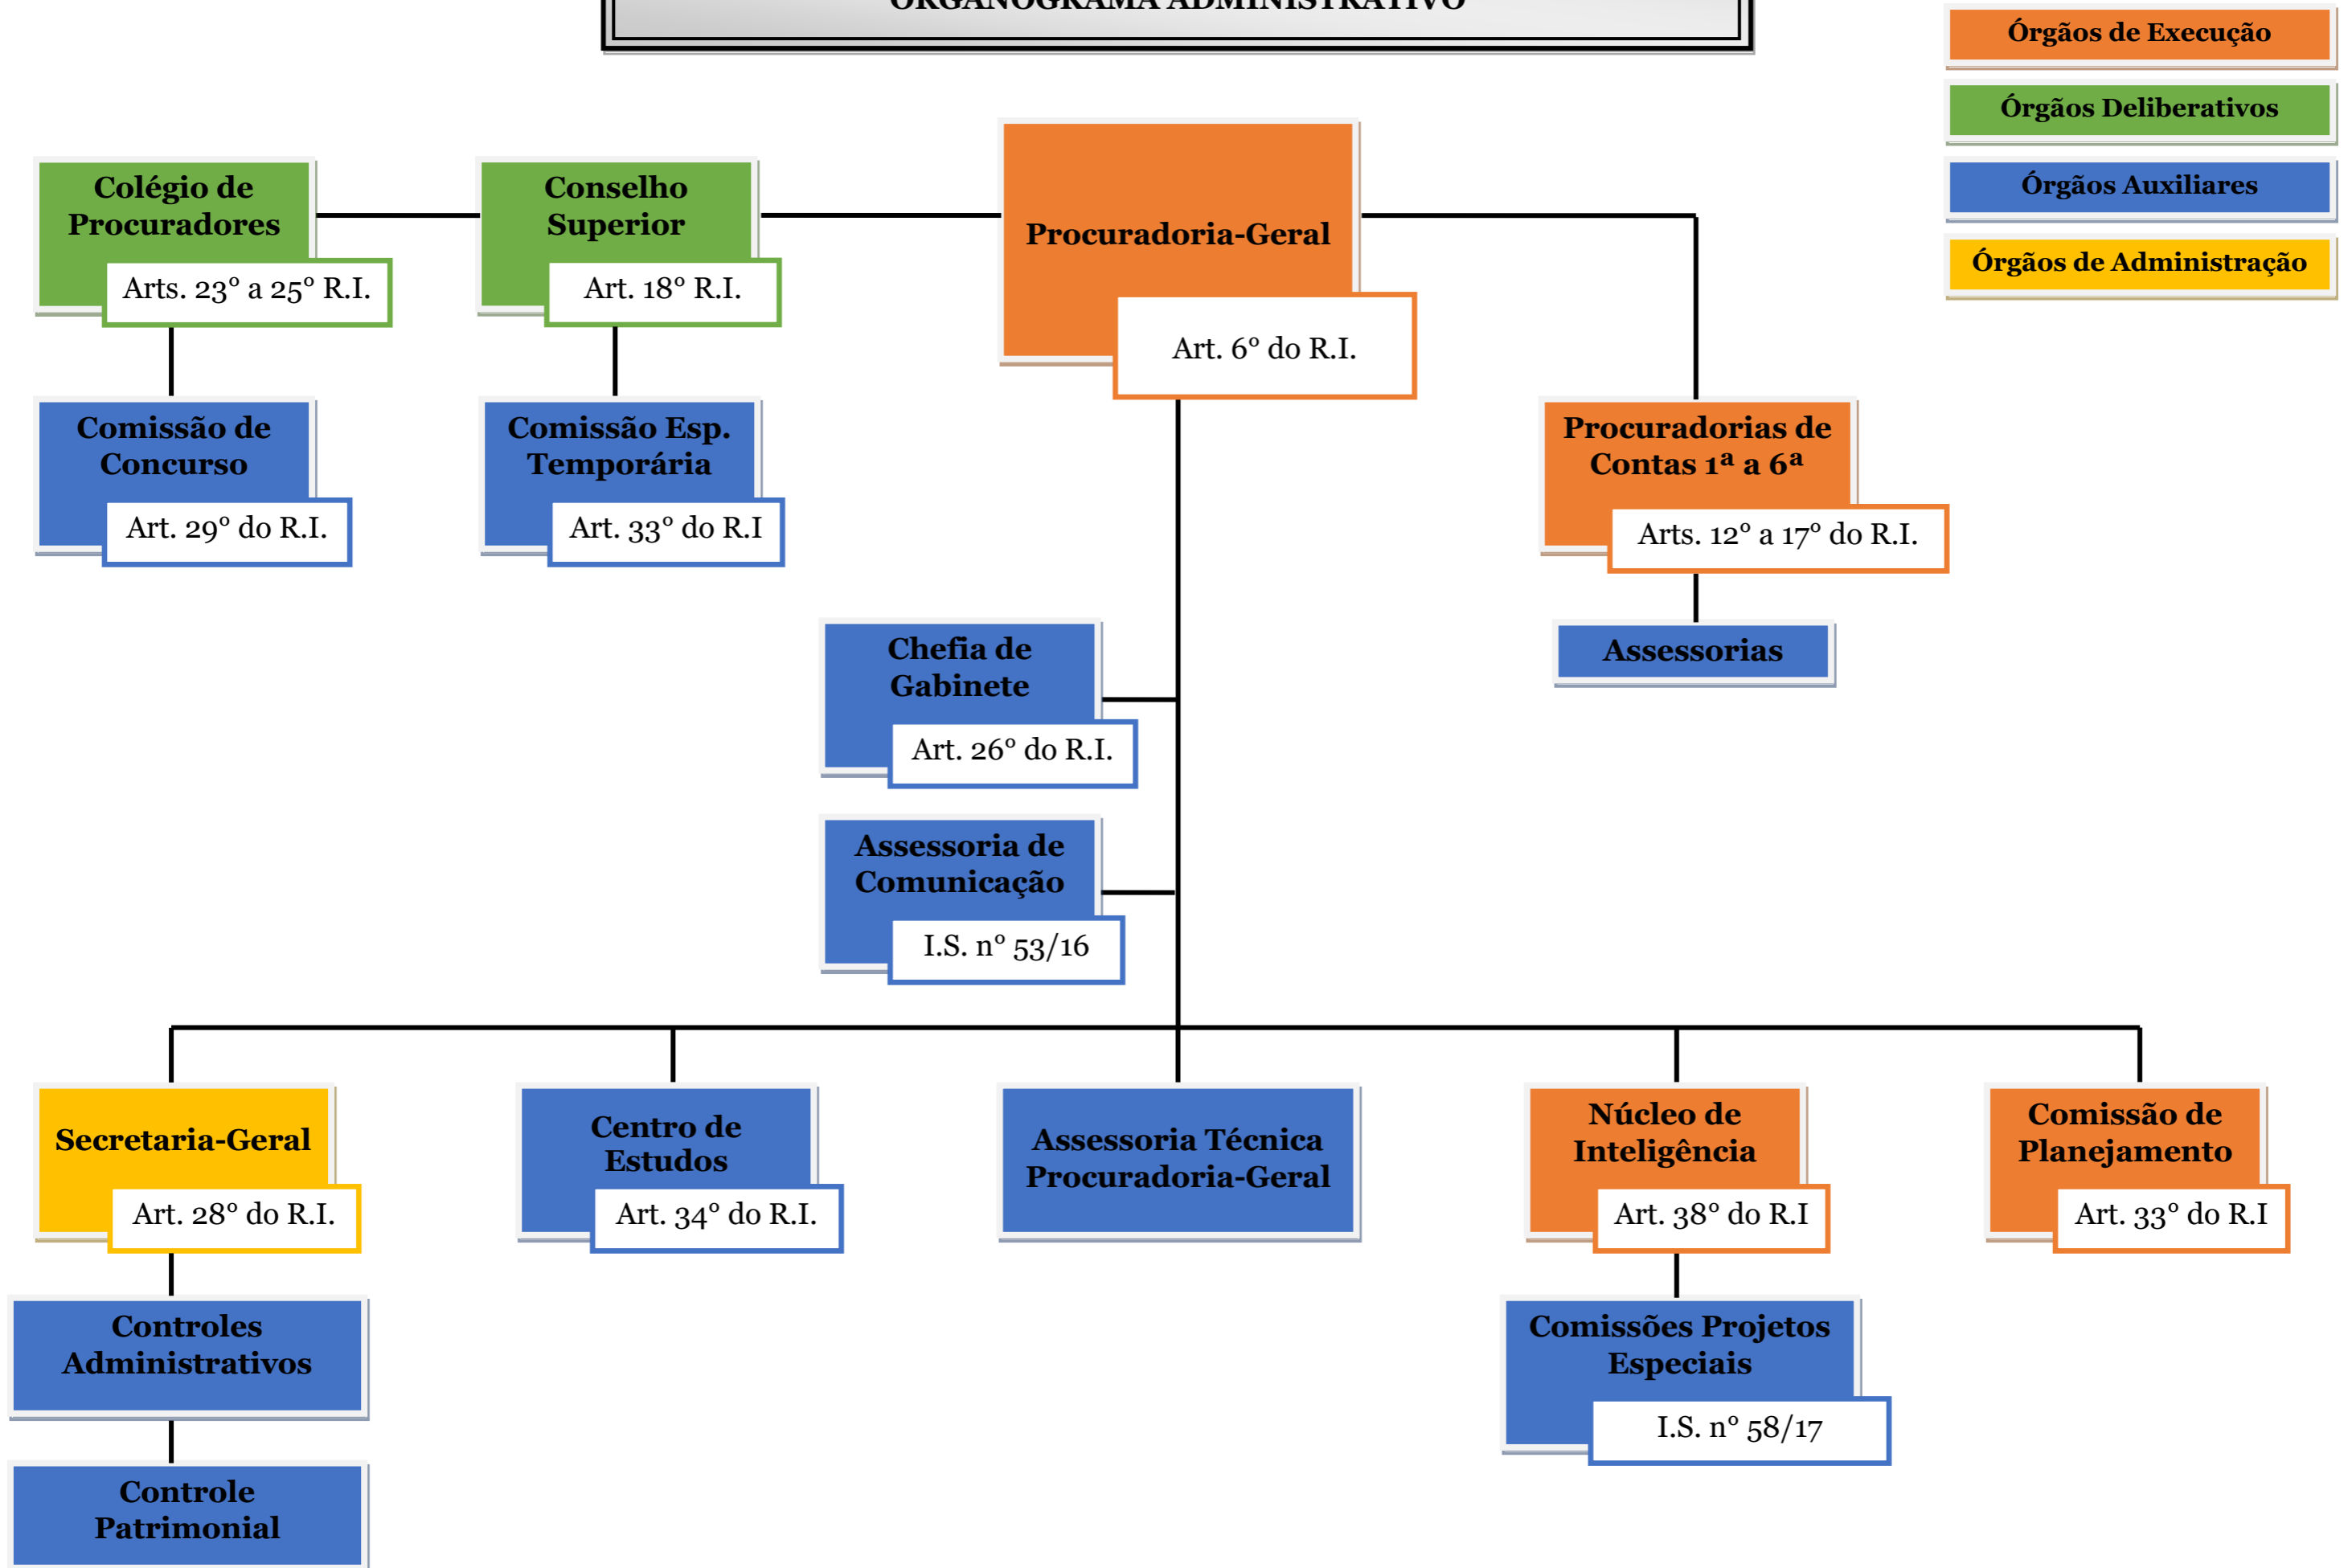 ORGANOGRAMA ADMINISTRATIVO
Órgãos de Execução
Órgãos Deliberativos
Órgãos Auxiliares
Órgãos de Administração
Colégio de
Procuradores
Arts. 23° a 25° R.I.
Conselho
Superior
Art. 18° R.I.
Procuradoria-Geral
Art. 6° do R.I.
Comissão de
Concurso
Art. 29° do R.I.
Comissão Esp.
Temporária
Art. 33° do R.I
Procuradorias de
Contas 1ª a 6ª
Arts. 12° a 17° do R.I.
Assessorias
Chefia de
Gabinete
Art. 26° do R.I.
Assessoria de
Comunicação
I.S. n° 53/16
Secretaria-Geral
Art. 28° do R.I.
Centro de
Estudos
Art. 34° do R.I.
Assessoria Técnica
Procuradoria-Geral
Núcleo de
Inteligência
Art. 38° do R.I
Comissão de
Planejamento
Art. 33° do R.I
Controles
Administrativos
Comissões Projetos
Especiais
I.S. n° 58/17
Controle
Patrimonial